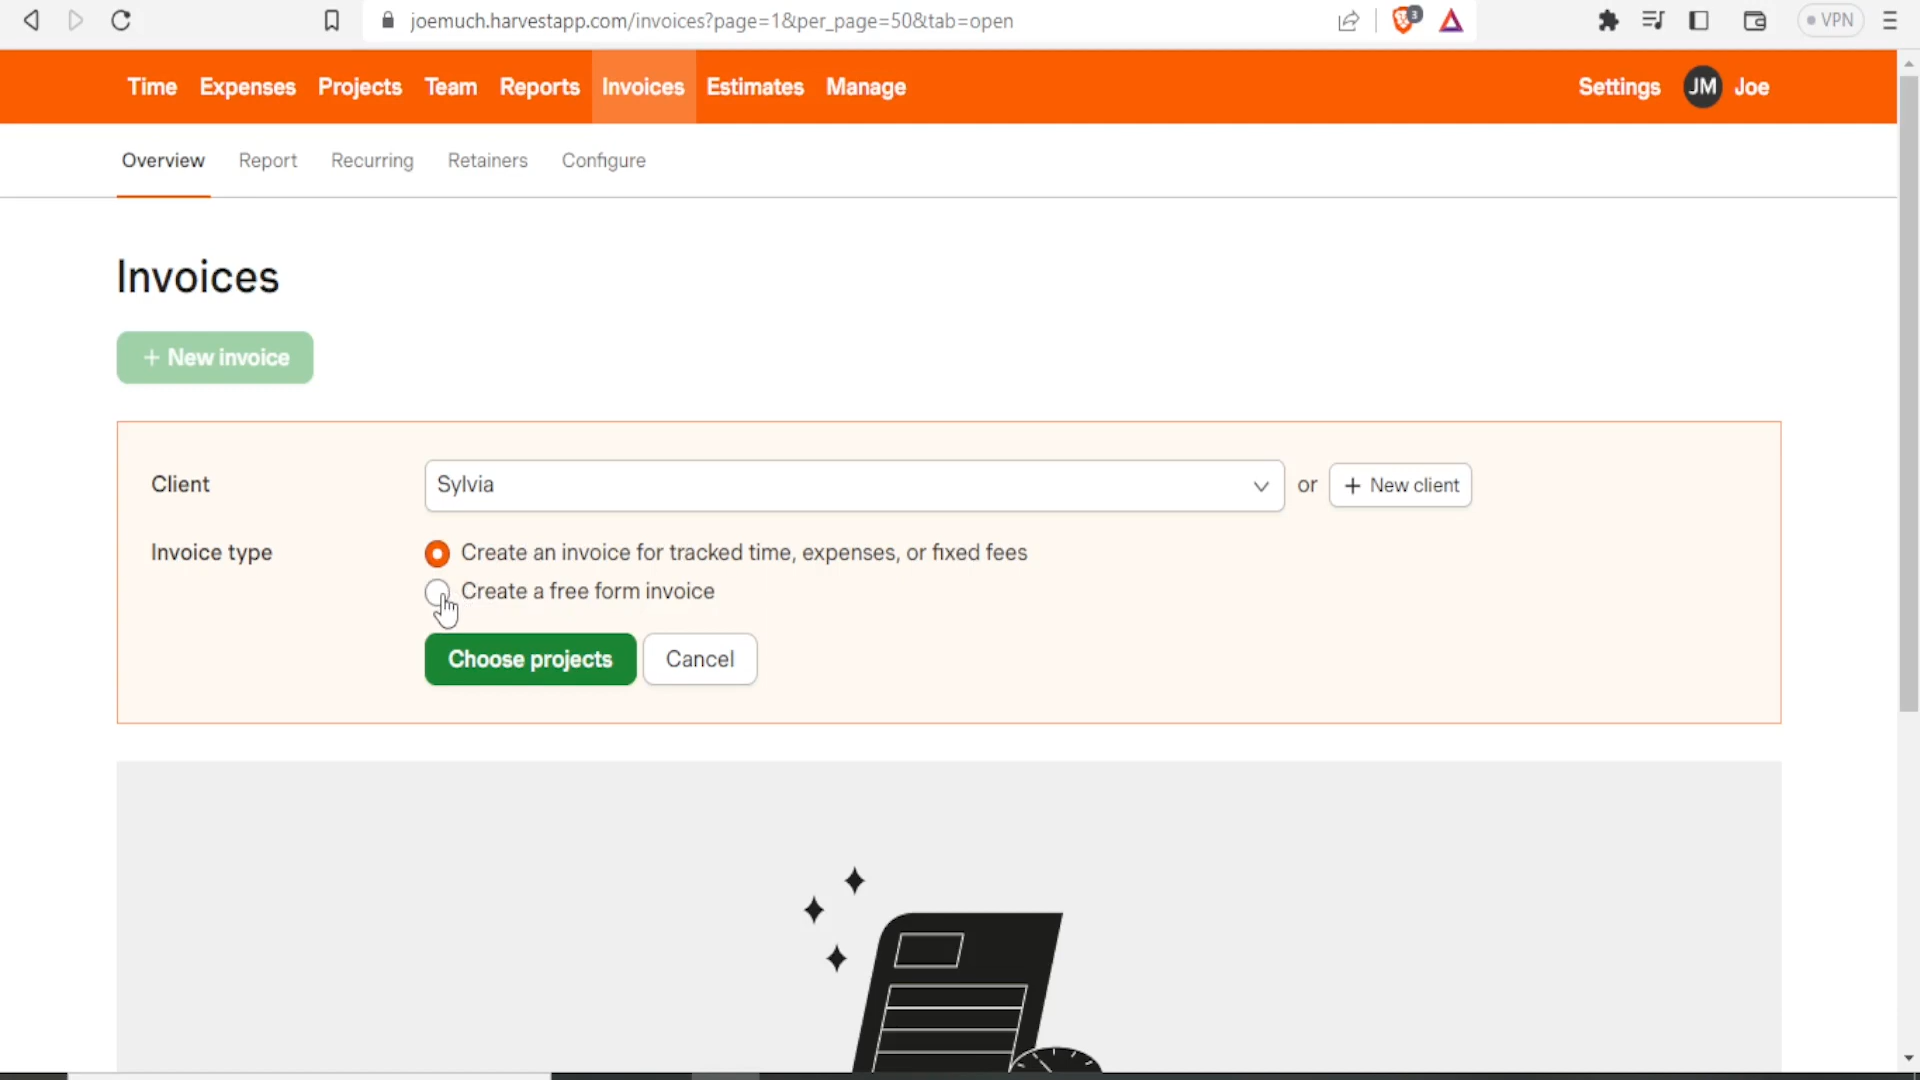 joemuch.harvestapp.com/invoices?page=1&per_page=50&tab=open
3
VPN
Time Expenses Projects Team Reports Invoices Estimates Manage Settings JM Joe
Overview Report Recurring Retainers Configure
Invoices
+ New invoice
Client Sylvia or + New client
Invoice type Create an invoice for tracked time, expenses, or fixed fees
Create a free form invoice
Choose projects Cancel